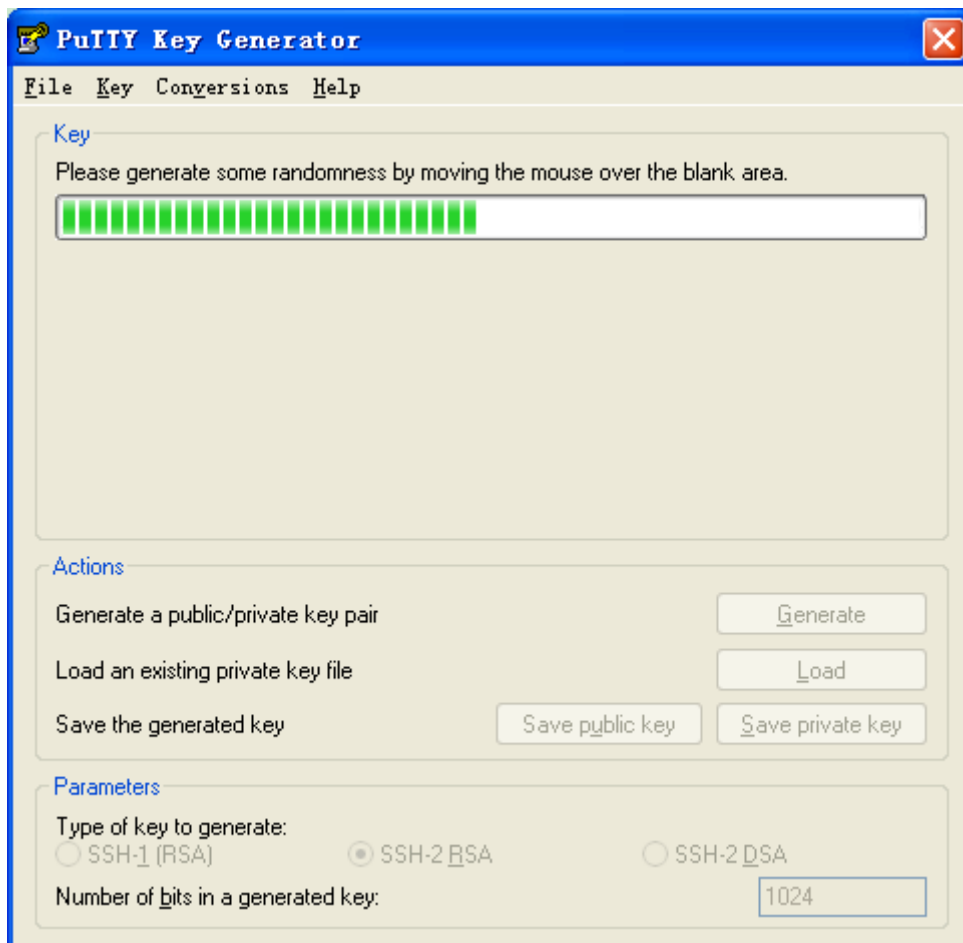 PuTTY Key Generator
File Key Conversions Help
Key
Please generate some randomness by moving the mouse over the blank area.
Actions
Generate a public/private key pair Generate
Load an existing private key file Load
Save the generated key Save public key Save private key
Parameters
Type of key to generate:
SSH-1 (RSA) SSH-2 RSA SSH-2 DSA
Number of bits in a generated key: 1024